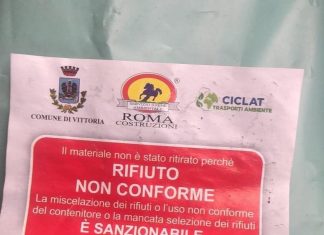 COMUNE DI VITTORIA
ROMA
COSTRUZIONI
CICLAT
TRASPORTI AMBIENTE
Il materiale non è stato ritirato perché
RIFIUTO
NON CONFORME
La miscelazione dei rifiuti o l'uso non conforme
del contenitore o la mancata selezione dei rifiuti
È SANZIONABILE